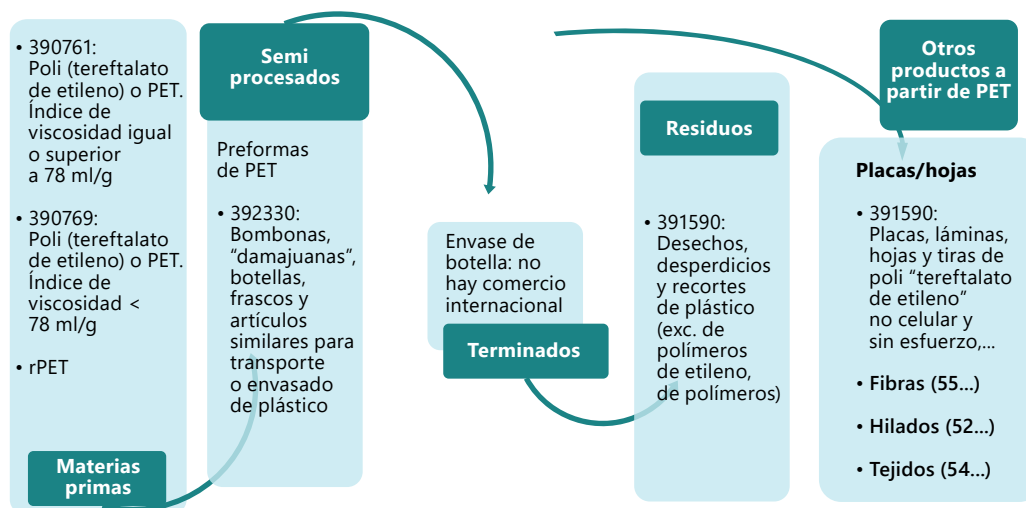 • 390761:
Poli (tereftalato
de etileno) o PET.
Índice de
viscosidad igual
o superior
a 78 ml/g
• 390769:
Poli (tereftalato
de etileno) o PET.
Índice de
viscosidad <
78 ml/g
• rPET
Materias
primas
Semi
procesados
Preformas
de PET
• 392330:
Bombonas,
“damajuanas”,
botellas,
frascos y
artículos
similares para
transporte
o envasado
de plástico
Envase de
botella: no
hay comercio
internacional
Terminados
Residuos
• 391590:
Desechos,
desperdicios
y recortes
de plástico
(exc. de
polímeros
de etileno,
de polímeros)
Otros
productos a
partir de PET
Placas/hojas
• 391590:
Placas, láminas,
hojas y tiras de
poli “tereftalato
de etileno”
no celular y
sin esfuerzo,...
• Fibras (55...)
• Hilados (52...)
• Tejidos (54...)